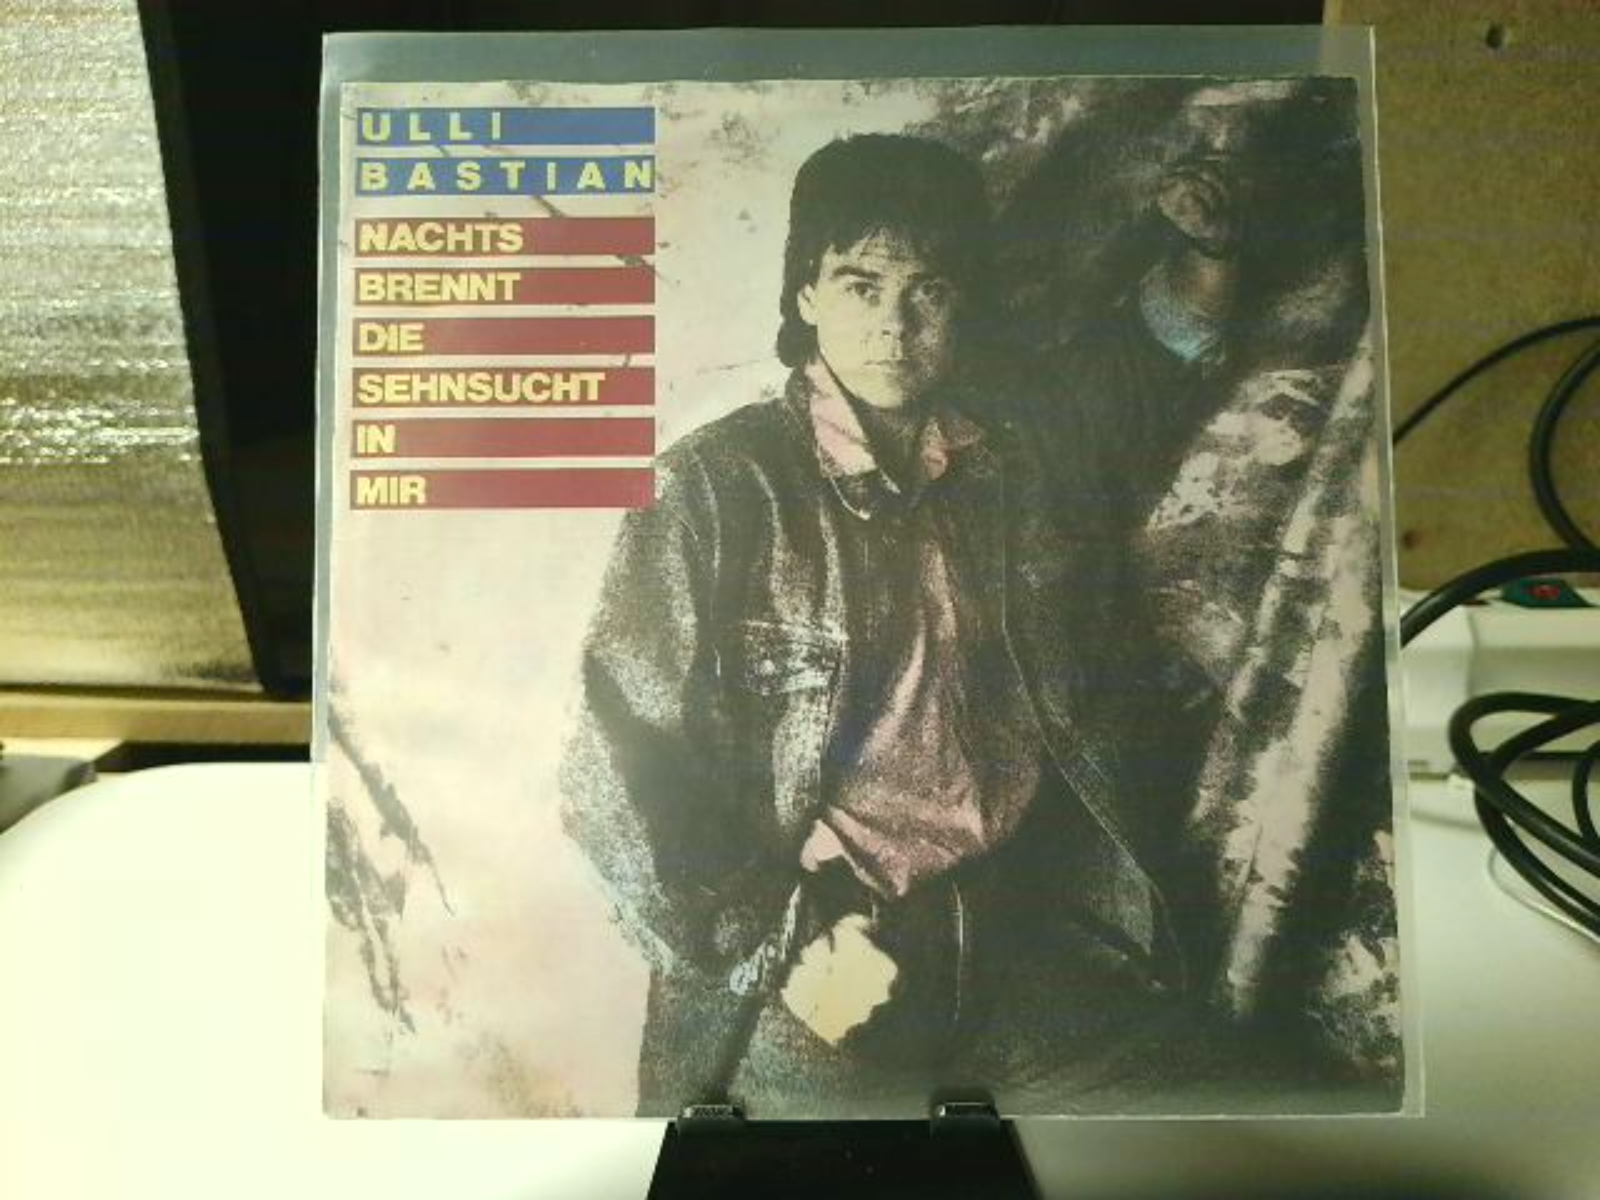 ULLI
BASTIAN
NACHTS
BRENNT
DIE
SEHNSUCHT
IN
MIR